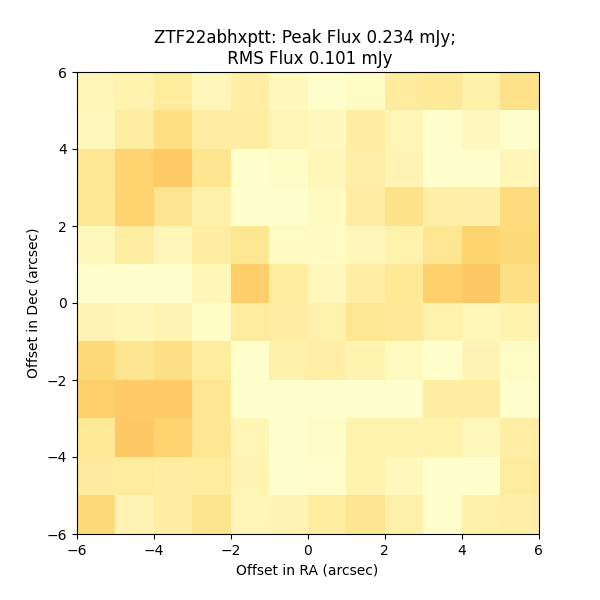 ZTF22abhxptt: Peak Flux 0.234 mJy;
RMS Flux 0.101 mJy
6
4
2
0
−2
−4
−6
Offset in Dec (arcsec)
−6 −4 −2 0 2 4 6
Offset in RA (arcsec)